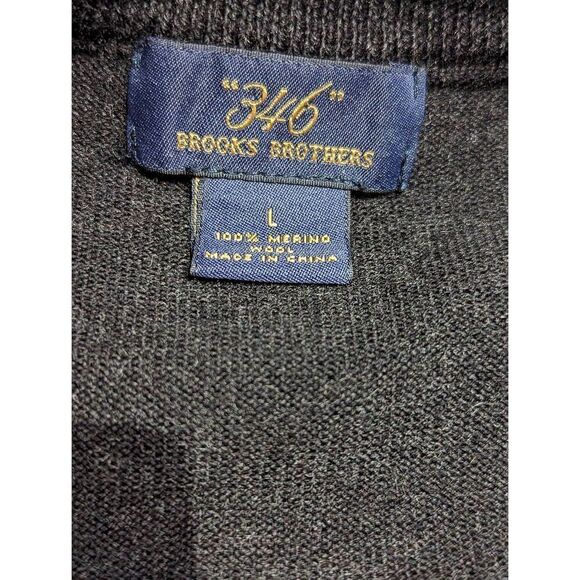 "346"
BROOKS BROTHERS
L
100% MERINO
WOOL
MADE IN CHINA